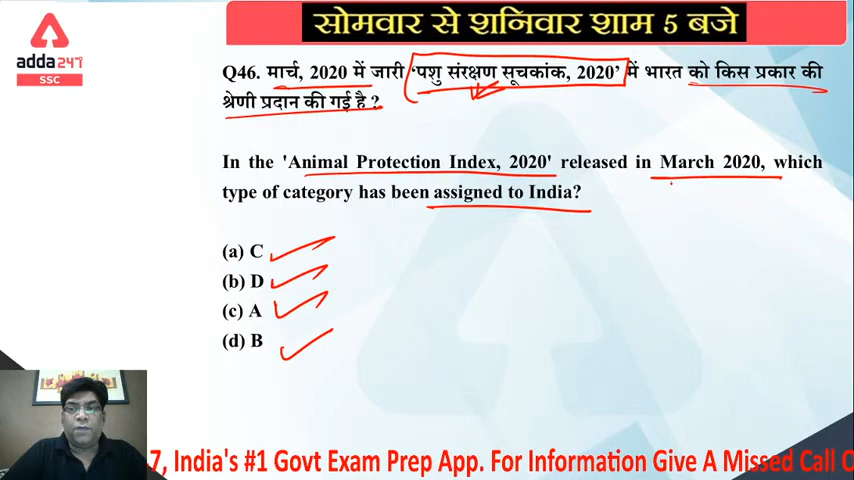 सोमवार से शनिवार शाम 5 बजे
adda247
SSC
Q46. मार्च, 2020 में जारी ‘पशु संरक्षण सूचकांक, 2020’ में भारत को किस प्रकार की
श्रेणी प्रदान की गई है ?
In the 'Animal Protection Index, 2020' released in March 2020, which
type of category has been assigned to India?
(a) C
(b) D
(c) A
(d) B
7, India's #1 Govt Exam Prep App. For Information Give A Missed Call O